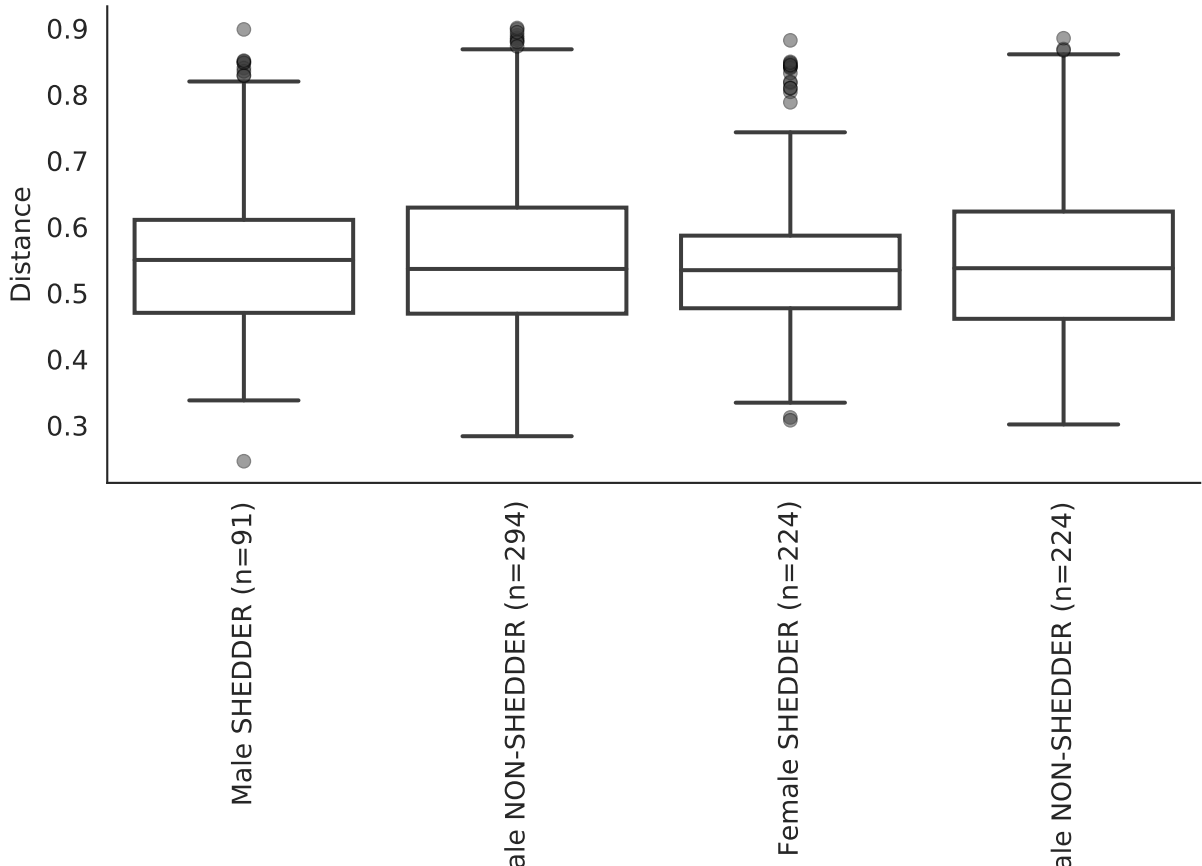 0.9
0.8
0.7
0.6
0.5
0.4
0.3
Distance
Male SHEDDER (n=91)
ale NON-SHEDDER (n=294)
Female SHEDDER (n=224)
ale NON-SHEDDER (n=224)